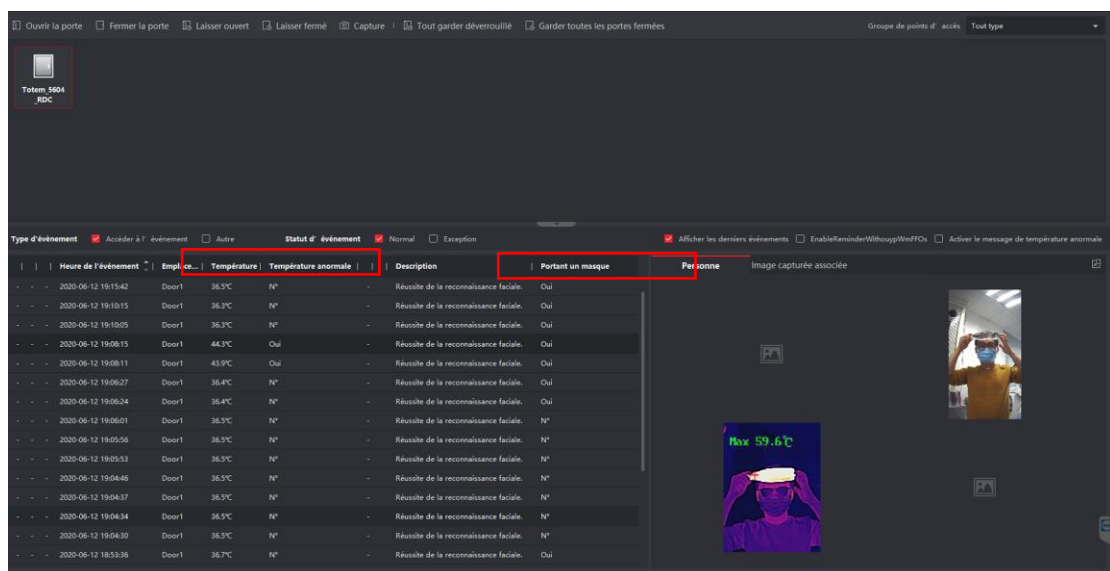 Ouvrir la porte Fermer la porte Laisser ouvert Laisser fermé Capture Tout garder déverrouillé Garder toutes les portes fermées Groupe de points d' accès Tout type
Totem_5604
_RDC
Type d'évènement Accéder à l' événement Autre Statut d' événement Normal Exception Afficher les derniers événements EnableReminderWithouypWmFFOs Activer le message de température anormale
Heure de l'événement Emplace... Température Température anormale Description Portant un masque Personne Image capturée associée
- - - 2020-06-12 19:15:42 Door1 36.5°C N° - Réussite de la reconnaissance faciale. Oui
- - - 2020-06-12 19:10:15 Door1 36.3°C N° - Réussite de la reconnaissance faciale. Oui
- - - 2020-06-12 19:10:05 Door1 36.3°C N° - Réussite de la reconnaissance faciale. Oui
- - - 2020-06-12 19:08:15 Door1 44.3°C Oui - Réussite de la reconnaissance faciale. Oui
- - - 2020-06-12 19:08:11 Door1 43.9°C Oui - Réussite de la reconnaissance faciale. Oui
- - - 2020-06-12 19:06:27 Door1 36.4°C N° - Réussite de la reconnaissance faciale. Oui
- - - 2020-06-12 19:06:24 Door1 36.4°C N° - Réussite de la reconnaissance faciale. Oui
- - - 2020-06-12 19:06:01 Door1 36.5°C N° - Réussite de la reconnaissance faciale. N°
- - - 2020-06-12 19:05:56 Door1 36.5°C N° - Réussite de la reconnaissance faciale. N°
- - - 2020-06-12 19:05:53 Door1 36.5°C N° - Réussite de la reconnaissance faciale. N°
- - - 2020-06-12 19:04:46 Door1 36.5°C N° - Réussite de la reconnaissance faciale. N°
- - - 2020-06-12 19:04:37 Door1 36.5°C N° - Réussite de la reconnaissance faciale. N°
- - - 2020-06-12 19:04:34 Door1 36.5°C N° - Réussite de la reconnaissance faciale. N°
- - - 2020-06-12 19:04:30 Door1 36.5°C N° - Réussite de la reconnaissance faciale. N°
- - - 2020-06-12 18:53:36 Door1 36.7°C N° - Réussite de la reconnaissance faciale. Oui
Max 59.6°C